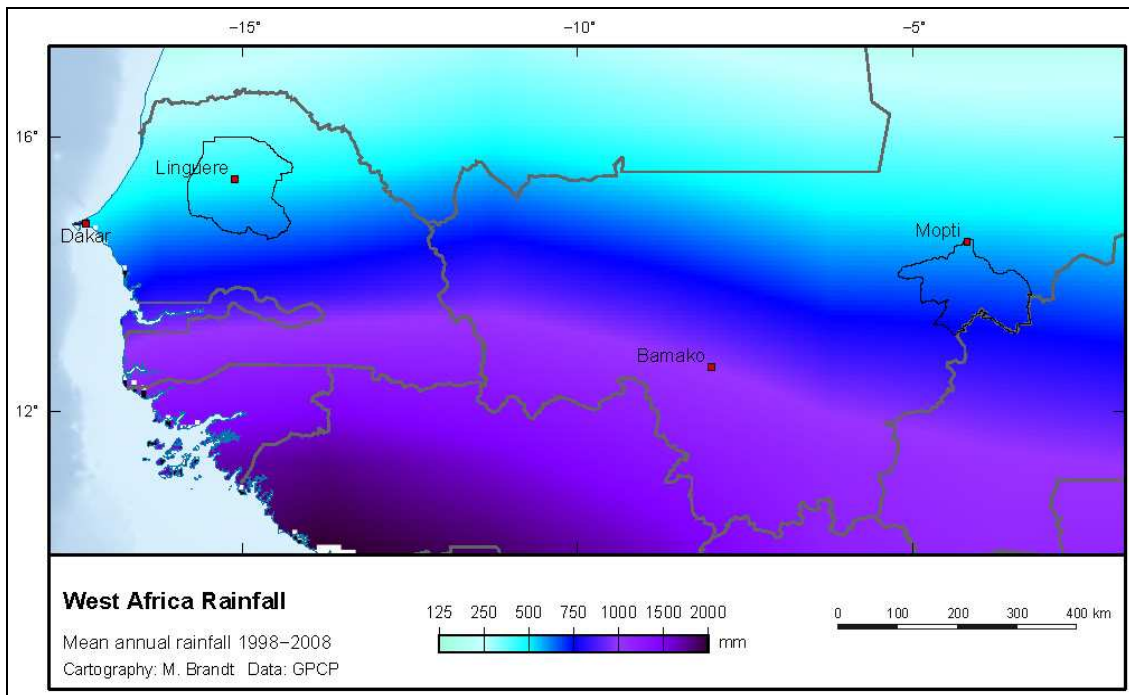 −15°
−10°
−5°
16°
Linguere
Dakar
Mopti
Bamako
12°
West Africa Rainfall
Mean annual rainfall 1998−2008
Cartography: M. Brandt Data: GPCP
125 250 500 750 1000 1500 2000
mm
0 100 200 300 400 km